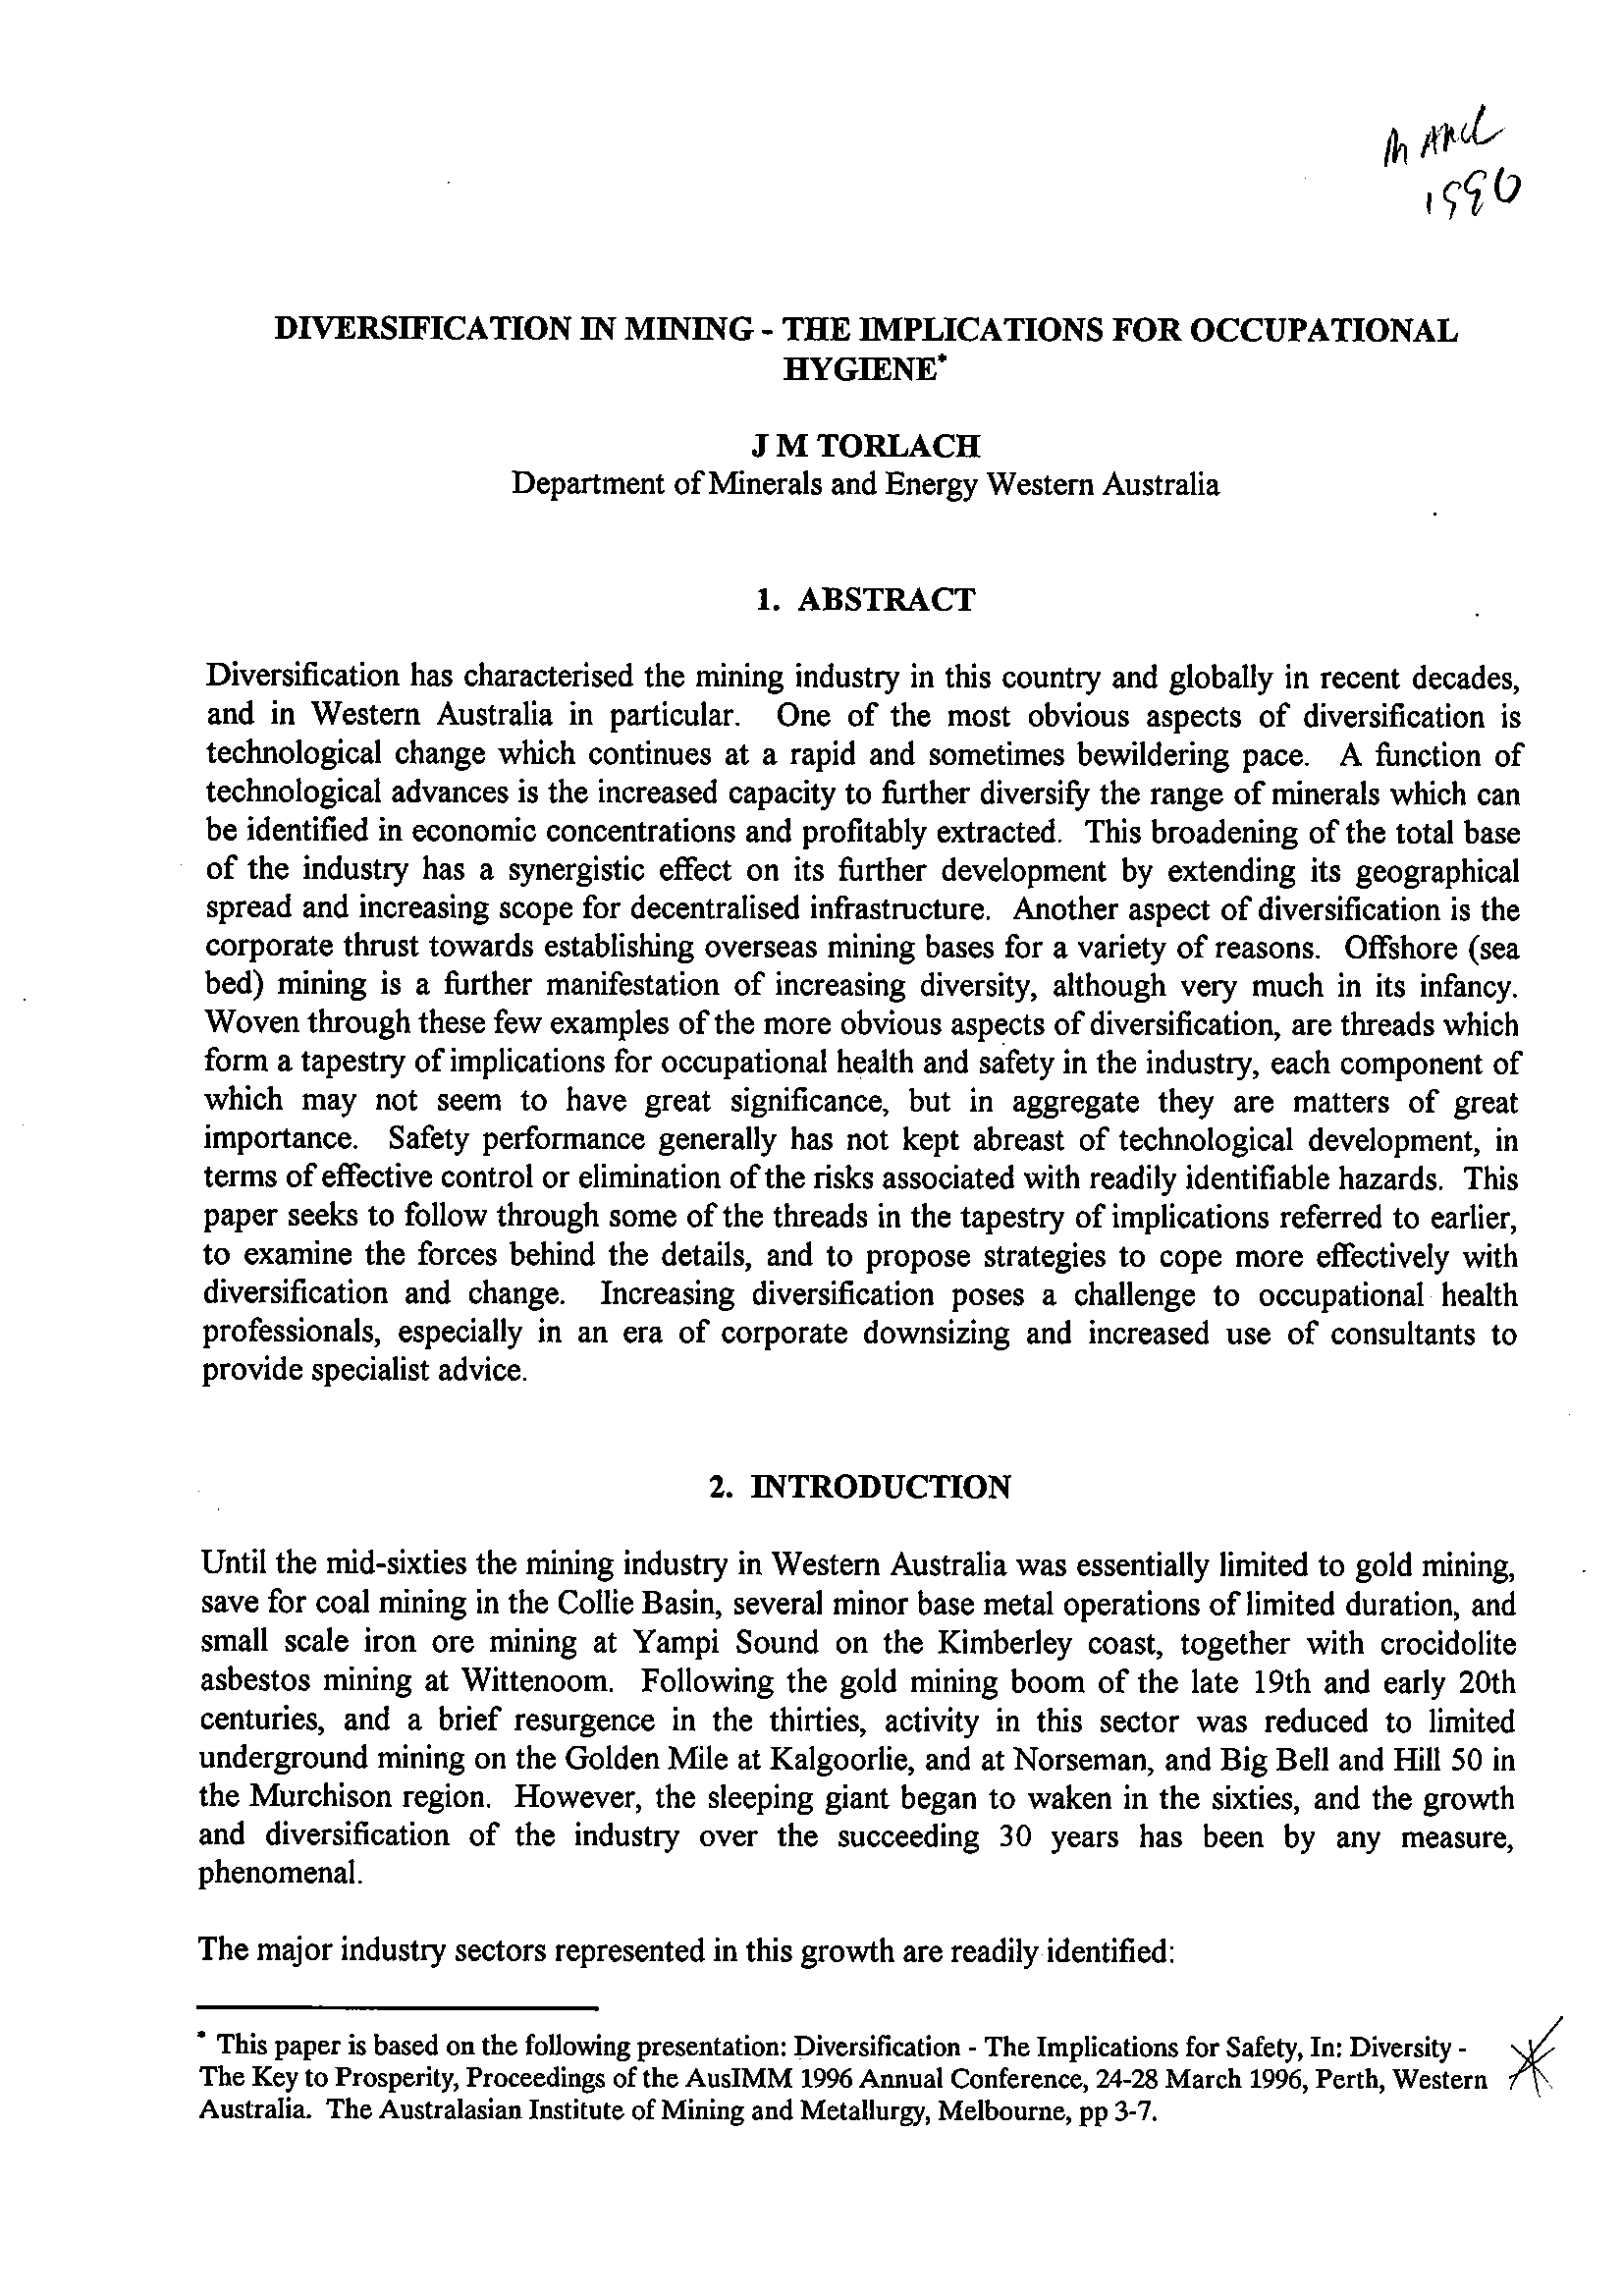 March
1996
DIVERSIFICATION IN MINING - THE IMPLICATIONS FOR OCCUPATIONAL
HYGIENE*
J M TORLACH
Department of Minerals and Energy Western Australia
1. ABSTRACT
Diversification has characterised the mining industry in this country and globally in recent decades,
and in Western Australia in particular. One of the most obvious aspects of diversification is
technological change which continues at a rapid and sometimes bewildering pace. A function of
technological advances is the increased capacity to further diversify the range of minerals which can
be identified in economic concentrations and profitably extracted. This broadening of the total base
of the industry has a synergistic effect on its further development by extending its geographical
spread and increasing scope for decentralised infrastructure. Another aspect of diversification is the
corporate thrust towards establishing overseas mining bases for a variety of reasons. Offshore (sea
bed) mining is a further manifestation of increasing diversity, although very much in its infancy.
Woven through these few examples of the more obvious aspects of diversification, are threads which
form a tapestry of implications for occupational health and safety in the industry, each component of
which may not seem to have great significance, but in aggregate they are matters of great
importance. Safety performance generally has not kept abreast of technological development, in
terms of effective control or elimination of the risks associated with readily identifiable hazards. This
paper seeks to follow through some of the threads in the tapestry of implications referred to earlier,
to examine the forces behind the details, and to propose strategies to cope more effectively with
diversification and change. Increasing diversification poses a challenge to occupational health
professionals, especially in an era of corporate downsizing and increased use of consultants to
provide specialist advice.
2. INTRODUCTION
Until the mid-sixties the mining industry in Western Australia was essentially limited to gold mining,
save for coal mining in the Collie Basin, several minor base metal operations of limited duration, and
small scale iron ore mining at Yampi Sound on the Kimberley coast, together with crocidolite
asbestos mining at Wittenoom. Following the gold mining boom of the late 19th and early 20th
centuries, and a brief resurgence in the thirties, activity in this sector was reduced to limited
underground mining on the Golden Mile at Kalgoorlie, and at Norseman, and Big Bell and Hill 50 in
the Murchison region. However, the sleeping giant began to waken in the sixties, and the growth
and diversification of the industry over the succeeding 30 years has been by any measure,
phenomenal.
The major industry sectors represented in this growth are readily identified:
* This paper is based on the following presentation: Diversification - The Implications for Safety, In: Diversity -
The Key to Prosperity, Proceedings of the AusIMM 1996 Annual Conference, 24-28 March 1996, Perth, Western
Australia. The Australasian Institute of Mining and Metallurgy, Melbourne, pp 3-7.